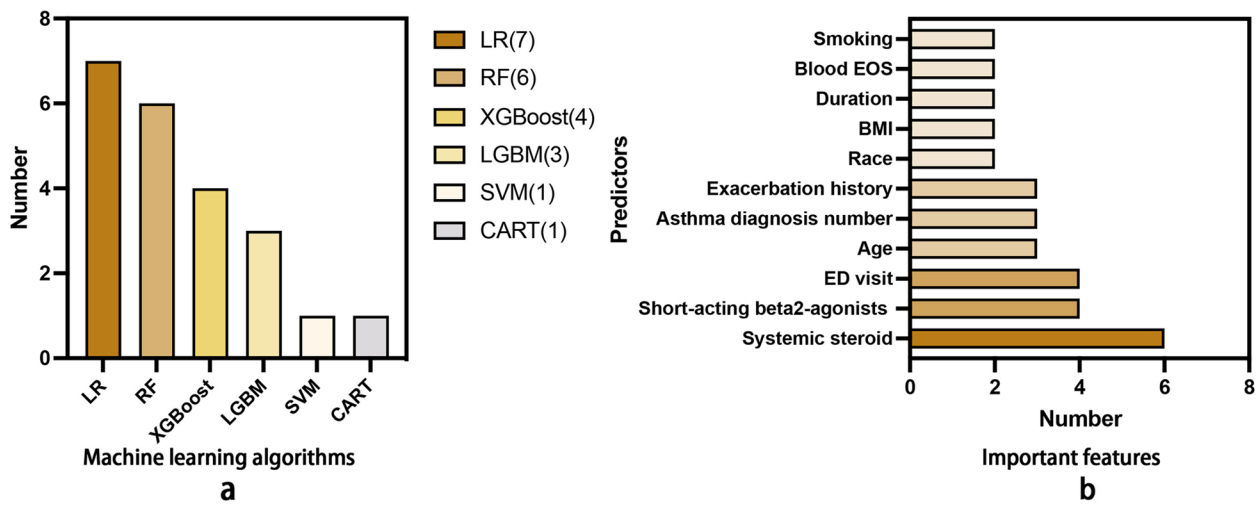 8
6
4
2
0
Number
LR
RF
XGBoost
LGBM
SVM
CART
Machine learning algorithms
a
LR(7)
RF(6)
XGBoost(4)
LGBM(3)
SVM(1)
CART(1)
Predictors
Smoking
Blood EOS
Duration
BMI
Race
Exacerbation history
Asthma diagnosis number
Age
ED visit
Short-acting beta2-agonists
Systemic steroid
0 2 4 6 8
Number
Important features
b